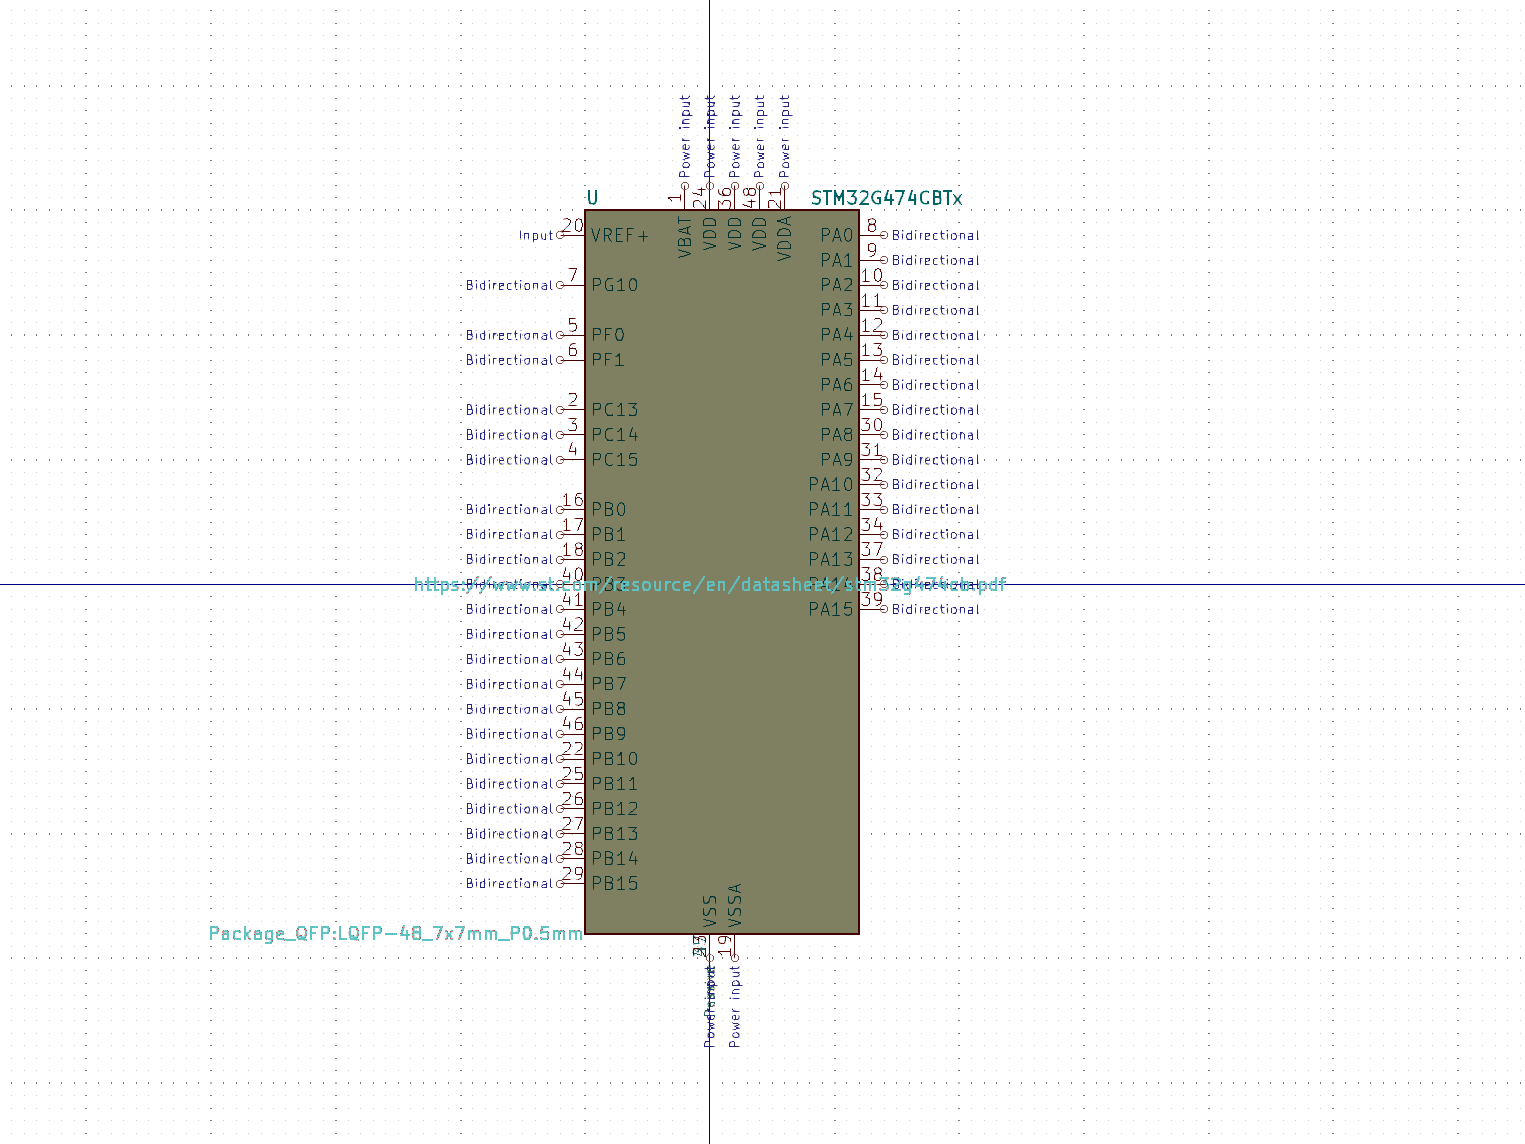 Power input
Power input
Power input
Power input
Power input
1
24
36
48
21
U
STM32G474CBTx
VBAT
VDD
VDD
VDD
VDDA
Input 20 VREF+
Bidirectional 7 PG10
Bidirectional 5 PF0
Bidirectional 6 PF1
Bidirectional 2 PC13
Bidirectional 3 PC14
Bidirectional 4 PC15
Bidirectional 16 PB0
Bidirectional 17 PB1
Bidirectional 18 PB2
Bidirectional 40 PB3
Bidirectional 41 PB4
Bidirectional 42 PB5
Bidirectional 43 PB6
Bidirectional 44 PB7
Bidirectional 45 PB8
Bidirectional 46 PB9
Bidirectional 22 PB10
Bidirectional 25 PB11
Bidirectional 26 PB12
Bidirectional 27 PB13
Bidirectional 28 PB14
Bidirectional 29 PB15
PA0 8 Bidirectional
PA1 9 Bidirectional
PA2 10 Bidirectional
PA3 11 Bidirectional
PA4 12 Bidirectional
PA5 13 Bidirectional
PA6 14 Bidirectional
PA7 15 Bidirectional
PA8 30 Bidirectional
PA9 31 Bidirectional
PA10 32 Bidirectional
PA11 33 Bidirectional
PA12 34 Bidirectional
PA13 37 Bidirectional
PA14 38 Bidirectional
PA15 39 Bidirectional
https://www.st.com/resource/en/datasheet/stm32g474cb.pdf
Package_QFP:LQFP-48_7x7mm_P0.5mm
VSS
VSSA
19
Power input
Power input